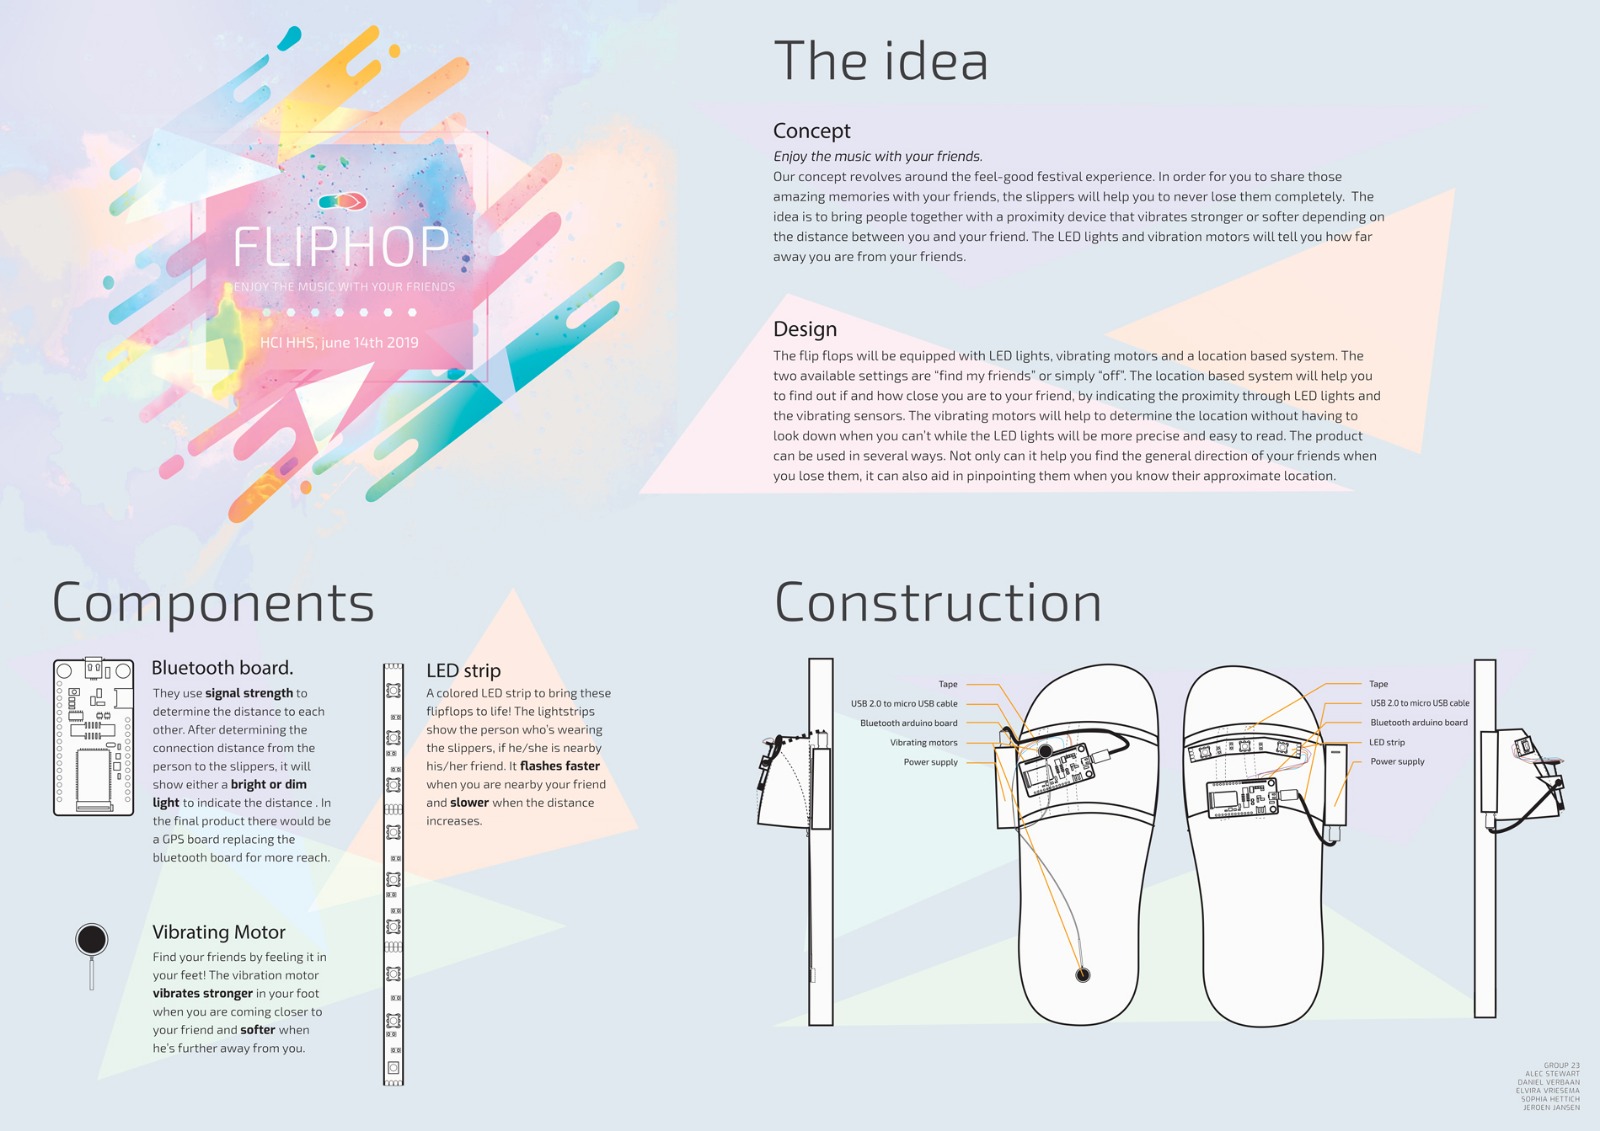 FLIPHOP
ENJOY THE MUSIC WITH YOUR FRIENDS
HCI HHS, june 14th 2019
The idea
Concept
Enjoy the music with your friends.
Our concept revolves around the feel-good festival experience. In order for you to share those
amazing memories with your friends, the slippers will help you to never lose them completely. The
idea is to bring people together with a proximity device that vibrates stronger or softer depending on
the distance between you and your friend. The LED lights and vibration motors will tell you how far
away you are from your friends.
Design
The flip flops will be equipped with LED lights, vibrating motors and a location based system. The
two available settings are “find my friends” or simply “off”. The location based system will help you
to find out if and how close you are to your friend, by indicating the proximity through LED lights and
the vibrating sensors. The vibrating motors will help to determine the location without having to
look down when you can't while the LED lights will be more precise and easy to read. The product
can be used in several ways. Not only can it help you find the general direction of your friends when
you lose them, it can also aid in pinpointing them when you know their approximate location.
Components
Bluetooth board.
They use signal strength to
determine the distance to each
other. After determining the
connection distance from the
person to the slippers, it will
show either a bright or dim
light to indicate the distance . In
the final product there would be
a GPS board replacing the
bluetooth board for more reach.
Vibrating Motor
Find your friends by feeling it in
your feet! The vibration motor
vibrates stronger in your foot
when you are coming closer to
your friend and softer when
he's further away from you.
LED strip
A colored LED strip to bring these
flipflops to life! The lightstrips
show the person who's wearing
the slippers, if he/she is nearby
his/her friend. It flashes faster
when you are nearby your friend
and slower when the distance
increases.
Construction
Tape
USB 2.0 to micro USB cable
Bluetooth arduino board
Vibrating motors
Power supply
Tape
USB 2.0 to micro USB cable
Bluetooth arduino board
LED strip
Power supply
GROUP 23
ALEC STEWART
DANIEL VERBAAN
ELVIRA VRIESEMA
SOPHIA HETTICH
JEROEN JANSEN